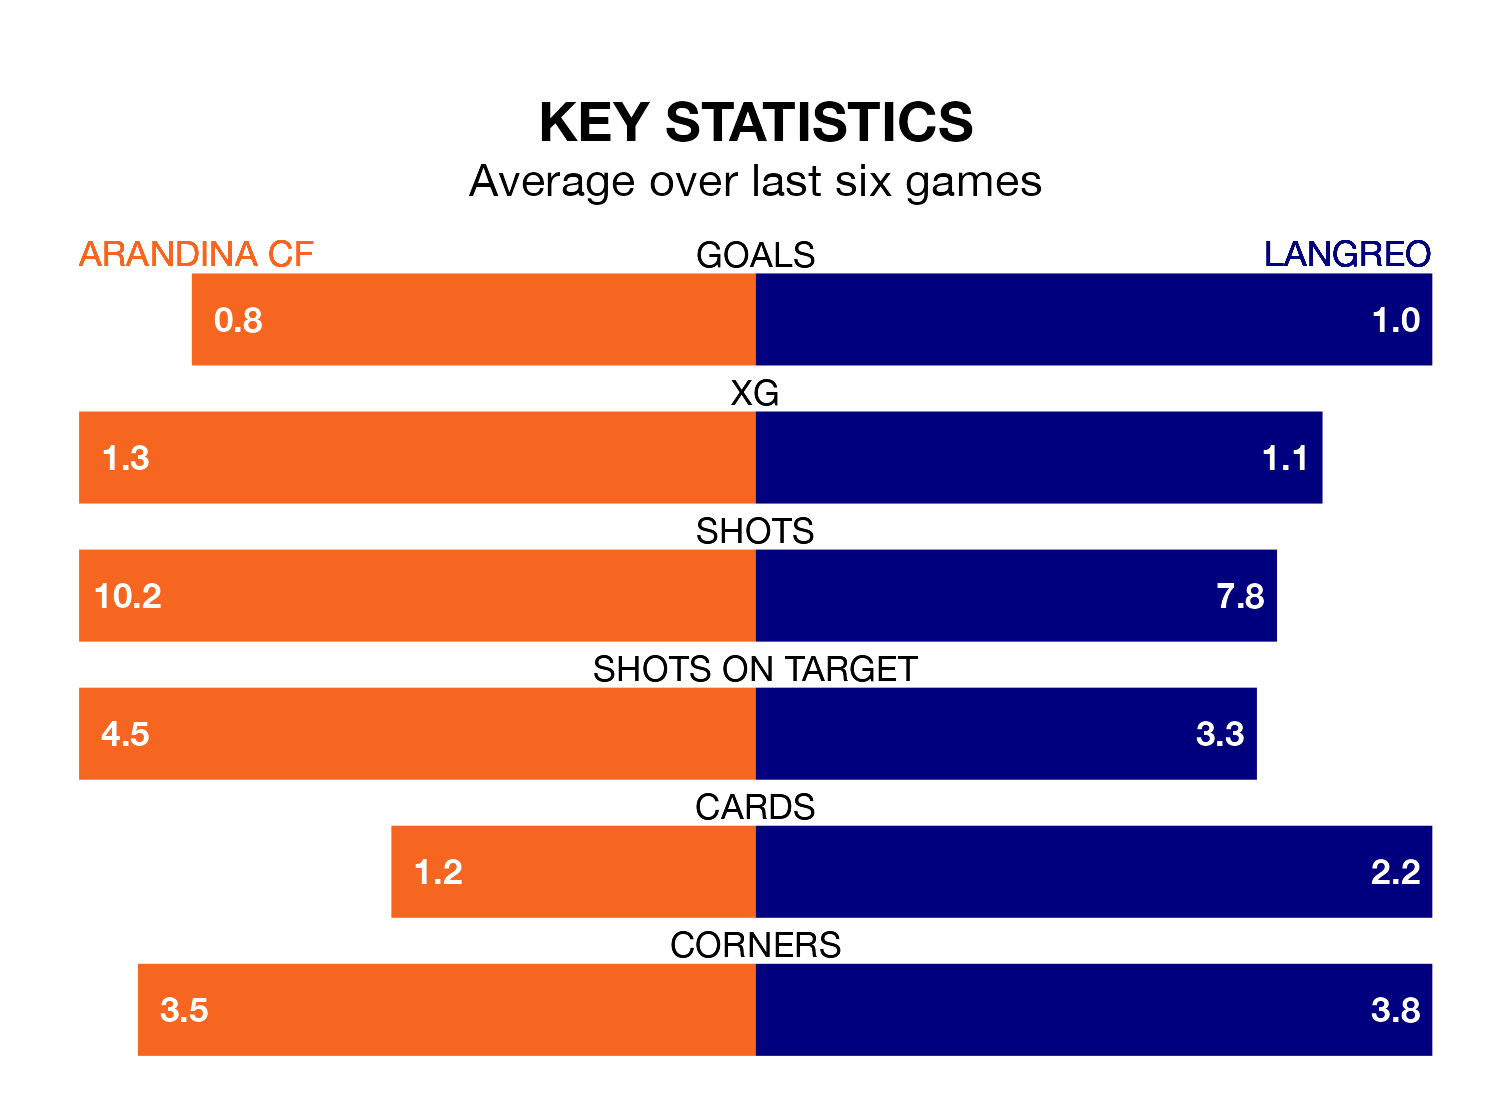 KEY STATISTICS
Average over last six games
ARANDINA CF GOALS LANGREO
0.8 1.0
XG
1.3 1.1
SHOTS
10.2 7.8
SHOTS ON TARGET
4.5 3.3
CARDS
1.2 2.2
CORNERS
3.5 3.8